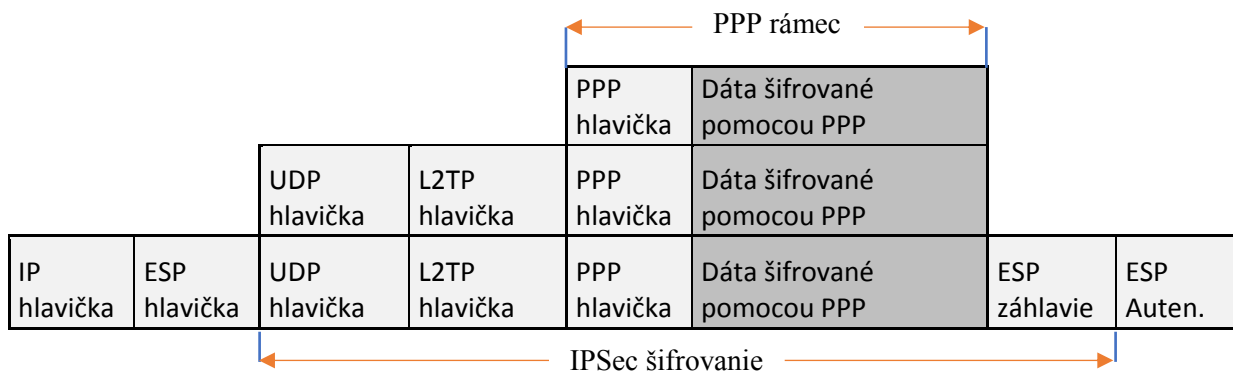 PPP rámec
PPP hlavička
Dáta šifrované pomocou PPP
UDP hlavička
L2TP hlavička
PPP hlavička
Dáta šifrované pomocou PPP
IP hlavička
ESP hlavička
UDP hlavička
L2TP hlavička
PPP hlavička
Dáta šifrované pomocou PPP
ESP záhlavie
ESP Auten.
IPSec šifrovanie